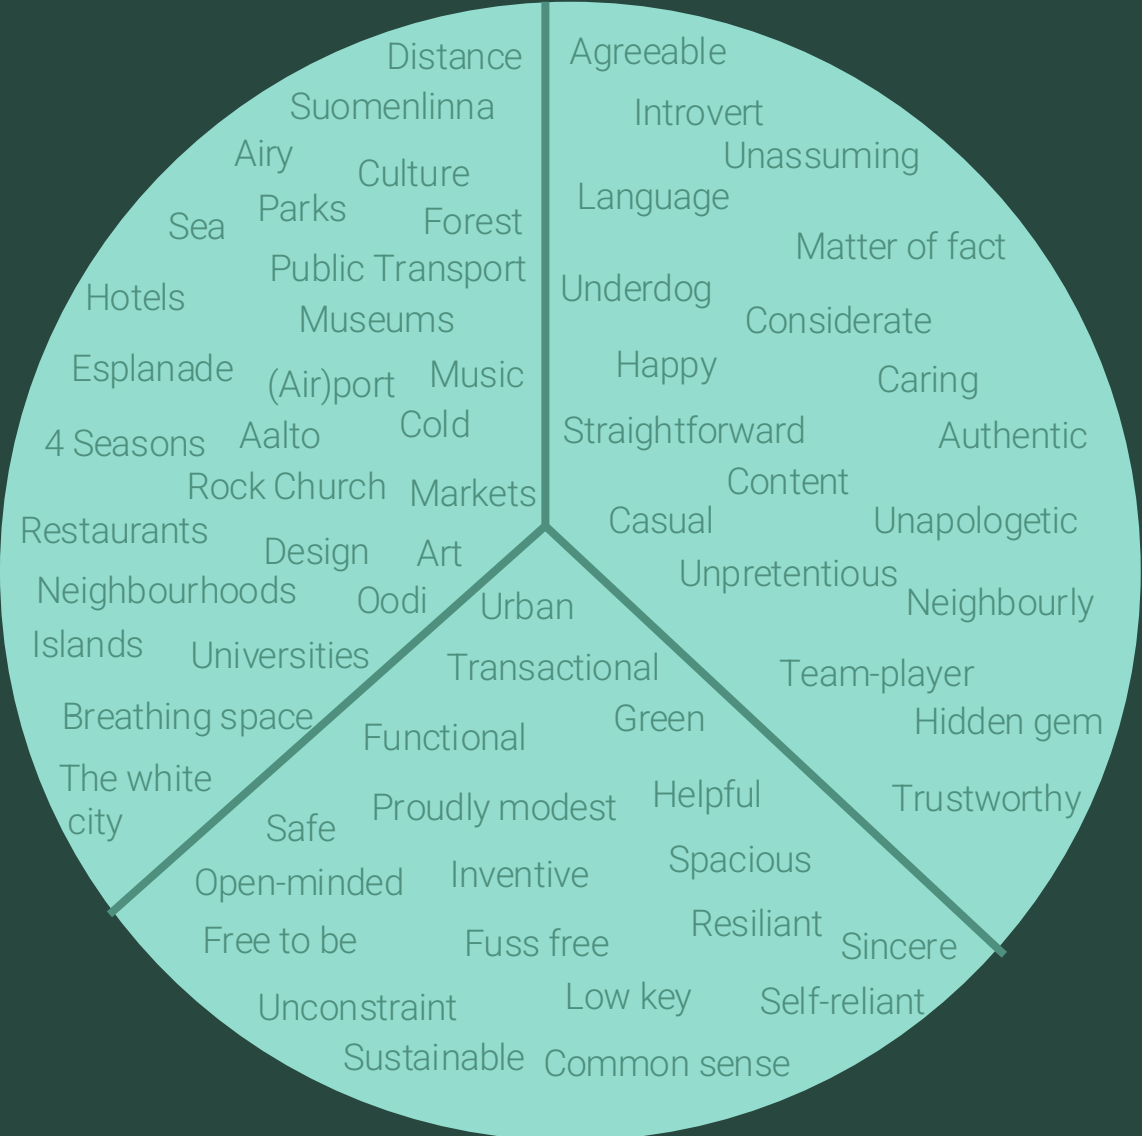 Distance
Suomenlinna
Airy
Culture
Parks
Sea
Forest
Public Transport
Hotels
Museums
Esplanade
(Air)port
Music
Cold
4 Seasons
Aalto
Rock Church
Markets
Restaurants
Design
Art
Neighbourhoods
Oodi
Islands
Universities
Breathing space
The white
city
Agreeable
Introvert
Unassuming
Language
Matter of fact
Underdog
Considerate
Happy
Caring
Straightforward
Authentic
Content
Casual
Unapologetic
Unpretentious
Neighbourly
Team-player
Hidden gem
Trustworthy
Urban
Transactional
Green
Functional
Helpful
Proudly modest
Safe
Spacious
Inventive
Open-minded
Resiliant
Free to be
Fuss free
Sincere
Low key
Self-reliant
Unconstraint
Sustainable
Common sense